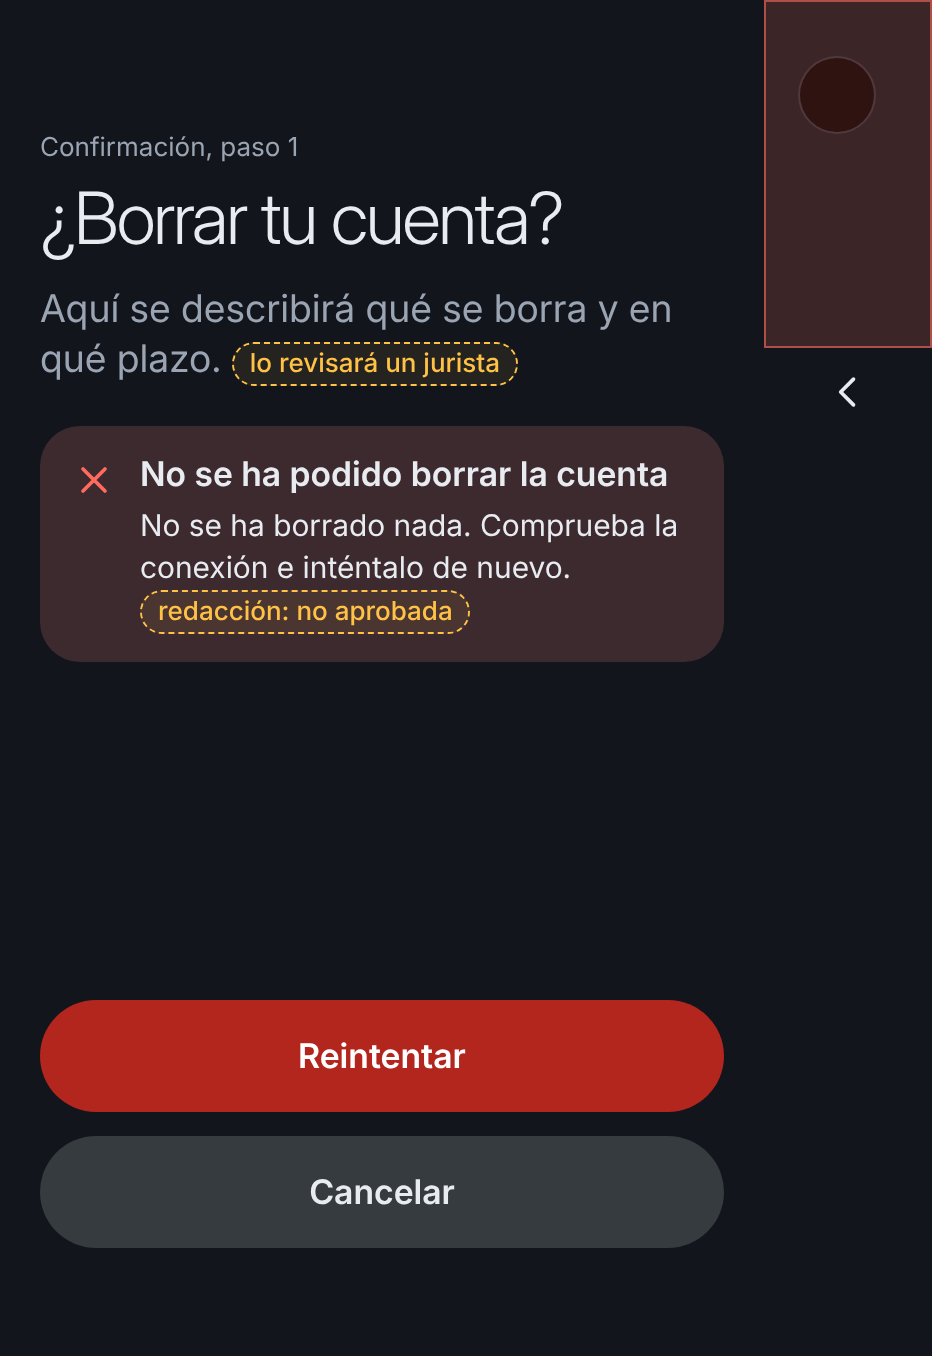 Confirmación, paso 1
¿Borrar tu cuenta?
Aquí se describirá qué se borra y en
qué plazo. lo revisará un jurista
No se ha podido borrar la cuenta
No se ha borrado nada. Comprueba la
conexión e inténtalo de nuevo.
redacción: no aprobada
Reintentar
Cancelar